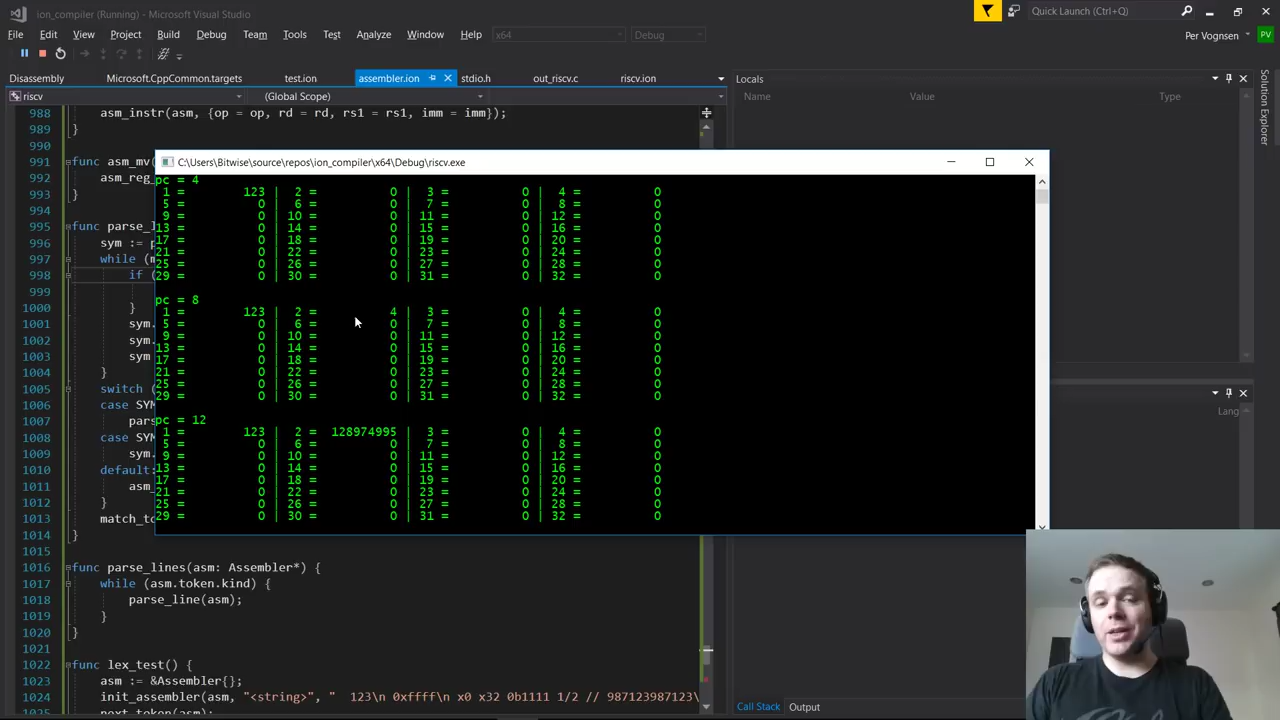 ion_compiler (Running) - Microsoft Visual Studio
Quick Launch (Ctrl+Q)
File Edit View Project Build Debug Team Tools Test Analyze Window Help x64 Debug Per Vognsen PV
Disassembly Microsoft.CppCommon.targets test.ion assembler.ion stdio.h out_riscv.c riscv.ion
Locals
riscv (Global Scope)
Name Value Type
Solution Explorer
988 asm_instr(asm, {op = op, rd = rd, rs1 = rs1, imm = imm});
989 }
990
991 func asm_mv(
992 asm_reg_
993 }
994
995 func parse_l
996 sym := p
997 while (m
998 if (
999
1000 }
1001 sym.
1002 sym.
1003 sym
1004 }
1005 switch (
1006 case SYM
1007 pars
1008 case SYM
1009 pars
1010 default:
1011 asm_
1012 }
1013 match_to
1014 }
1015
1016 func parse_lines(asm: Assembler*) {
1017 while (asm.token.kind) {
1018 parse_line(asm);
1019 }
1020 }
1021
1022 func lex_test() {
1023 asm := &Assembler{};
1024 init_assembler(asm, "<string>", " 123\n 0xffff\n x0 x32 0b1111 1/2 // 987123987123\
next_token(asm);
C:\Users\Bitwise\source\repos\ion_compiler\x64\Debug\riscv.exe
pc = 4
1 = 123 | 2 = 0 | 3 = 0 | 4 = 0
5 = 0 | 6 = 0 | 7 = 0 | 8 = 0
9 = 0 | 10 = 0 | 11 = 0 | 12 = 0
13 = 0 | 14 = 0 | 15 = 0 | 16 = 0
17 = 0 | 18 = 0 | 19 = 0 | 20 = 0
21 = 0 | 22 = 0 | 23 = 0 | 24 = 0
25 = 0 | 26 = 0 | 27 = 0 | 28 = 0
29 = 0 | 30 = 0 | 31 = 0 | 32 = 0
pc = 8
1 = 123 | 2 = 4 | 3 = 0 | 4 = 0
5 = 0 | 6 = 0 | 7 = 0 | 8 = 0
9 = 0 | 10 = 0 | 11 = 0 | 12 = 0
13 = 0 | 14 = 0 | 15 = 0 | 16 = 0
17 = 0 | 18 = 0 | 19 = 0 | 20 = 0
21 = 0 | 22 = 0 | 23 = 0 | 24 = 0
25 = 0 | 26 = 0 | 27 = 0 | 28 = 0
29 = 0 | 30 = 0 | 31 = 0 | 32 = 0
pc = 12
1 = 123 | 2 = 128974995 | 3 = 0 | 4 = 0
5 = 0 | 6 = 0 | 7 = 0 | 8 = 0
9 = 0 | 10 = 0 | 11 = 0 | 12 = 0
13 = 0 | 14 = 0 | 15 = 0 | 16 = 0
17 = 0 | 18 = 0 | 19 = 0 | 20 = 0
21 = 0 | 22 = 0 | 23 = 0 | 24 = 0
25 = 0 | 26 = 0 | 27 = 0 | 28 = 0
29 = 0 | 30 = 0 | 31 = 0 | 32 = 0
Lang
Call Stack Output